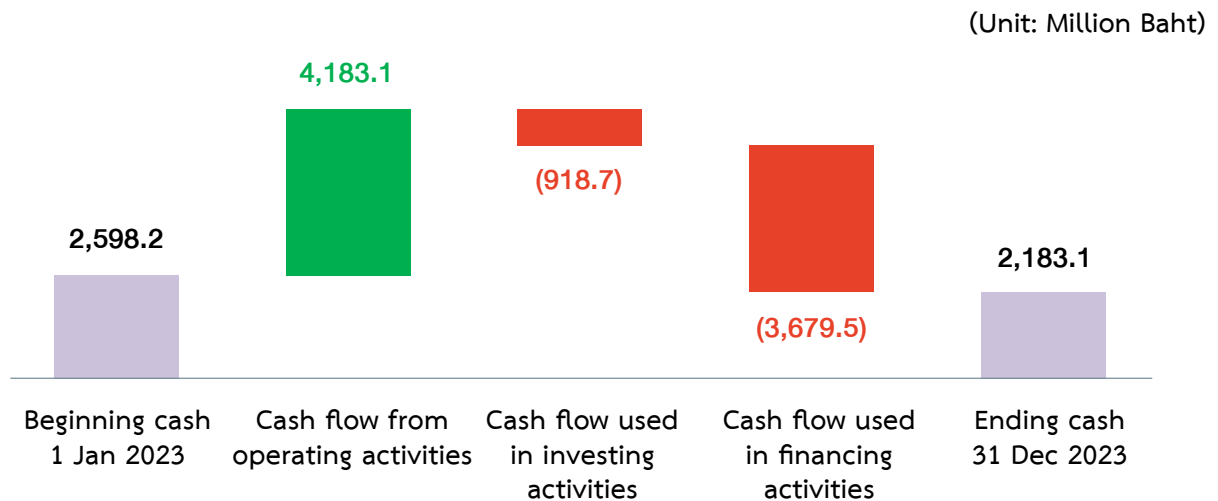 (Unit: Million Baht)
4,183.1
(918.7)
2,598.2
2,183.1
(3,679.5)
Beginning cash
1 Jan 2023
Cash flow from
operating activities
Cash flow used
in investing
activities
Cash flow used
in financing
activities
Ending cash
31 Dec 2023